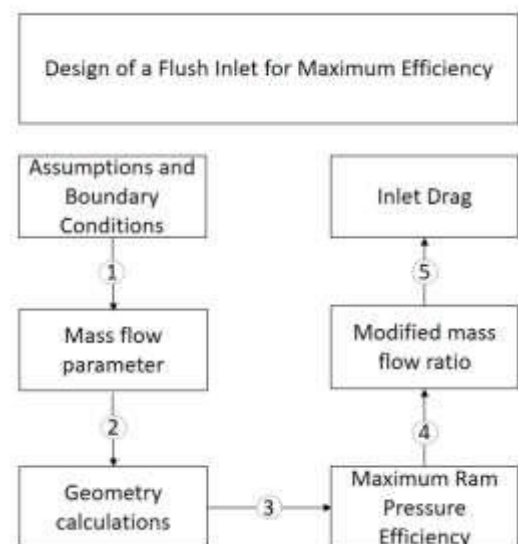 Design of a Flush Inlet for Maximum Efficiency
Assumptions and
Boundary
Conditions
1
Mass flow
parameter
2
Geometry
calculations
3
Maximum Ram
Pressure
Efficiency
4
Modified mass
flow ratio
5
Inlet Drag